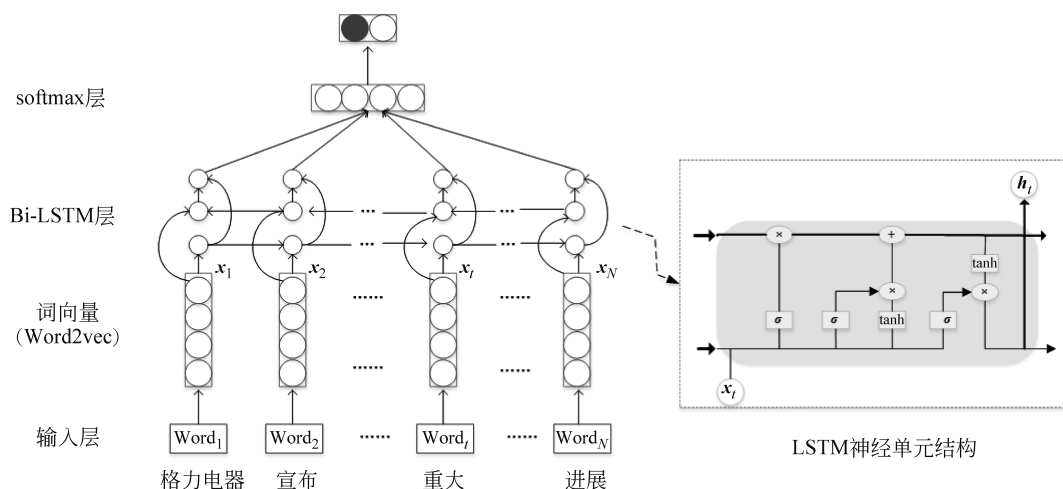 softmax层
Bi-LSTM层
x1 x2 ... xt ... xN
词向量
(Word2vec)
......
......
输入层
Word1 Word2 ...... Wordt ...... WordN
格力电器 宣布 重大 进展
ht
× +
tanh
×
×
σ σ tanh σ
xt
LSTM神经单元结构